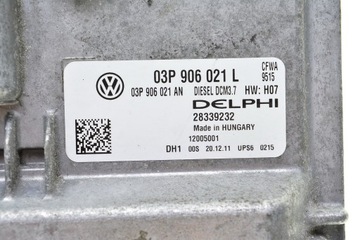 03P 906 021 L CFWA
9515
03P 906 021 AN DIESEL DCM3.7 HW: H07
DELPHI
28339232
Made in HUNGARY
12005001
DH1 00S 20.12.11 UPS6 0215